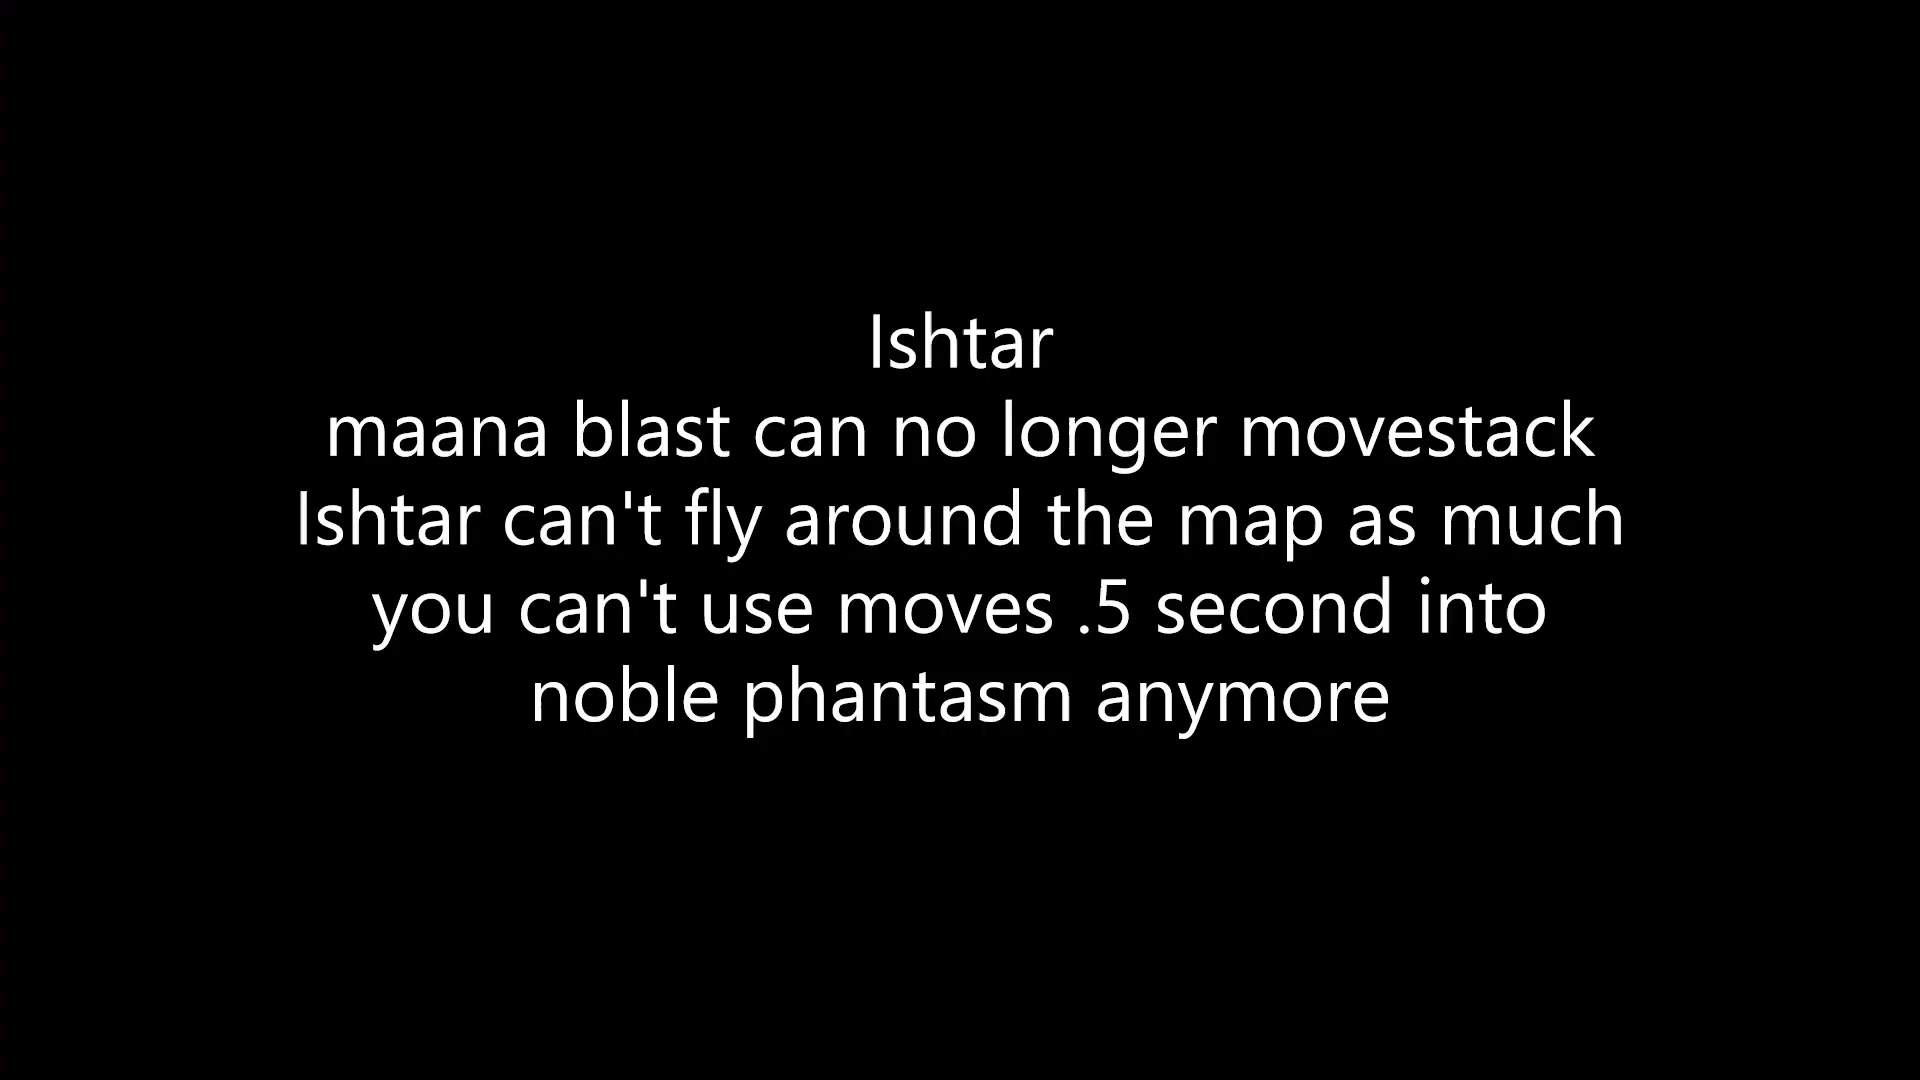 Ishtar
maana blast can no longer movestack
Ishtar can't fly around the map as much
you can't use moves .5 second into
noble phantasm anymore